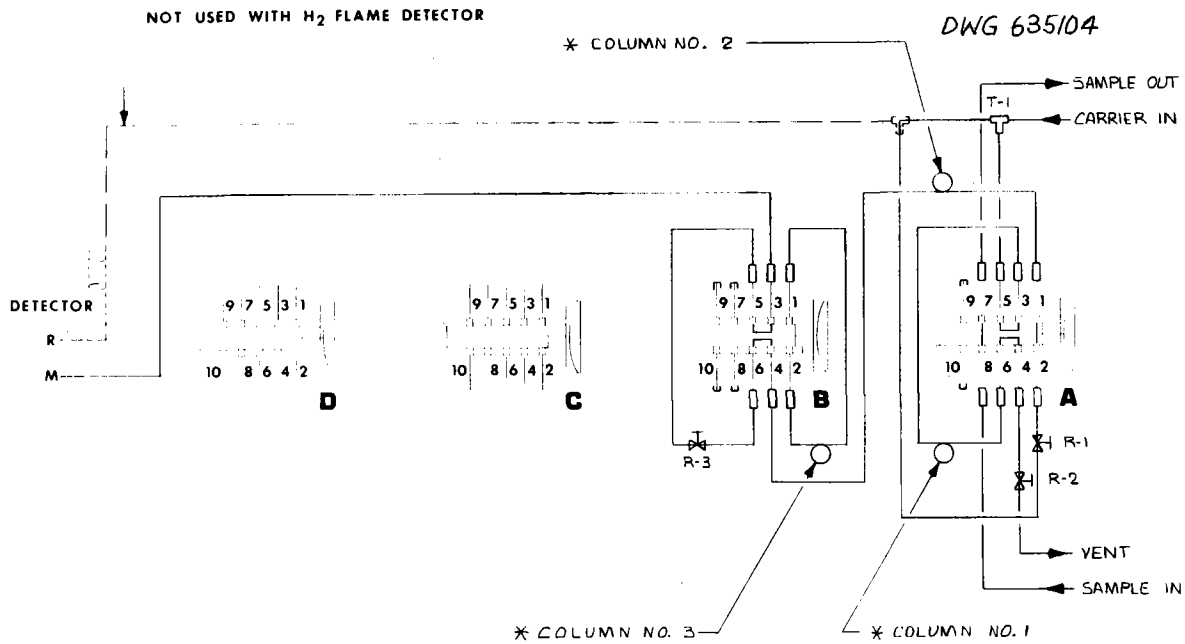 NOT USED WITH H2 FLAME DETECTOR
DWG 635104
* COLUMN NO. 2
SAMPLE OUT
T-1
CARRIER IN
DETECTOR
R
M
9 7 5 3 1
10 8 6 4 2
D
9 7 5 3 1
10 8 6 4 2
C
9 7 5 3 1
10 8 6 4 2
B
9 7 5 3 1
10 8 6 4 2
A
R-3
R-1
R-2
VENT
SAMPLE IN
* COLUMN NO. 3
* COLUMN NO. 1